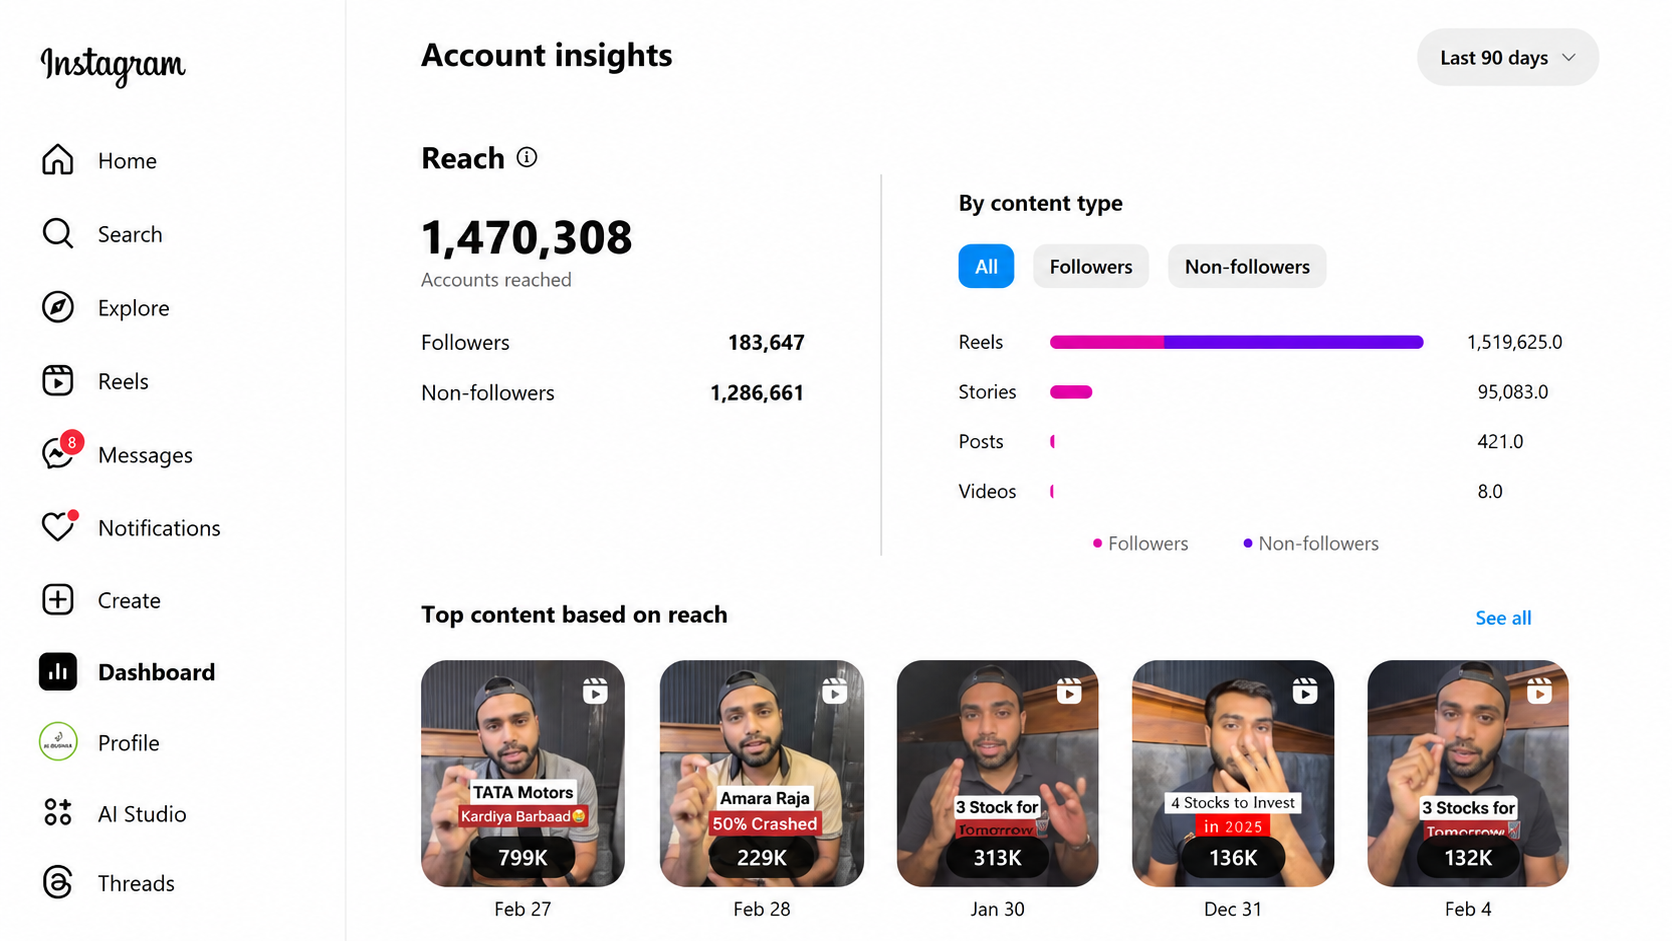 Instagram
Home
Search
Explore
Reels
8
Messages
Notifications
Create
Dashboard
Profile
AI Studio
Threads
Account insights
Last 90 days
Reach
1,470,308
Accounts reached
Followers 183,647
Non-followers 1,286,661
By content type
All Followers Non-followers
Reels 1,519,625.0
Stories 95,083.0
Posts 421.0
Videos 8.0
Followers Non-followers
Top content based on reach
See all
TATA Motors
Kardiya Barbaad😭
799K
Feb 27
Amara Raja
50% Crashed
229K
Feb 28
3 Stock for
Tomorrow
313K
Jan 30
4 Stocks to Invest
in 2025
136K
Dec 31
3 Stocks for
Tomorrow
132K
Feb 4